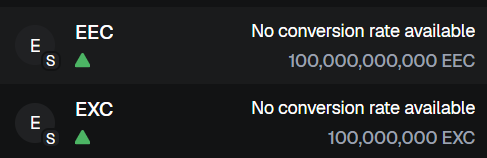 E
S
EEC
No conversion rate available
100,000,000,000 EEC
E
S
EXC
No conversion rate available
100,000,000 EXC